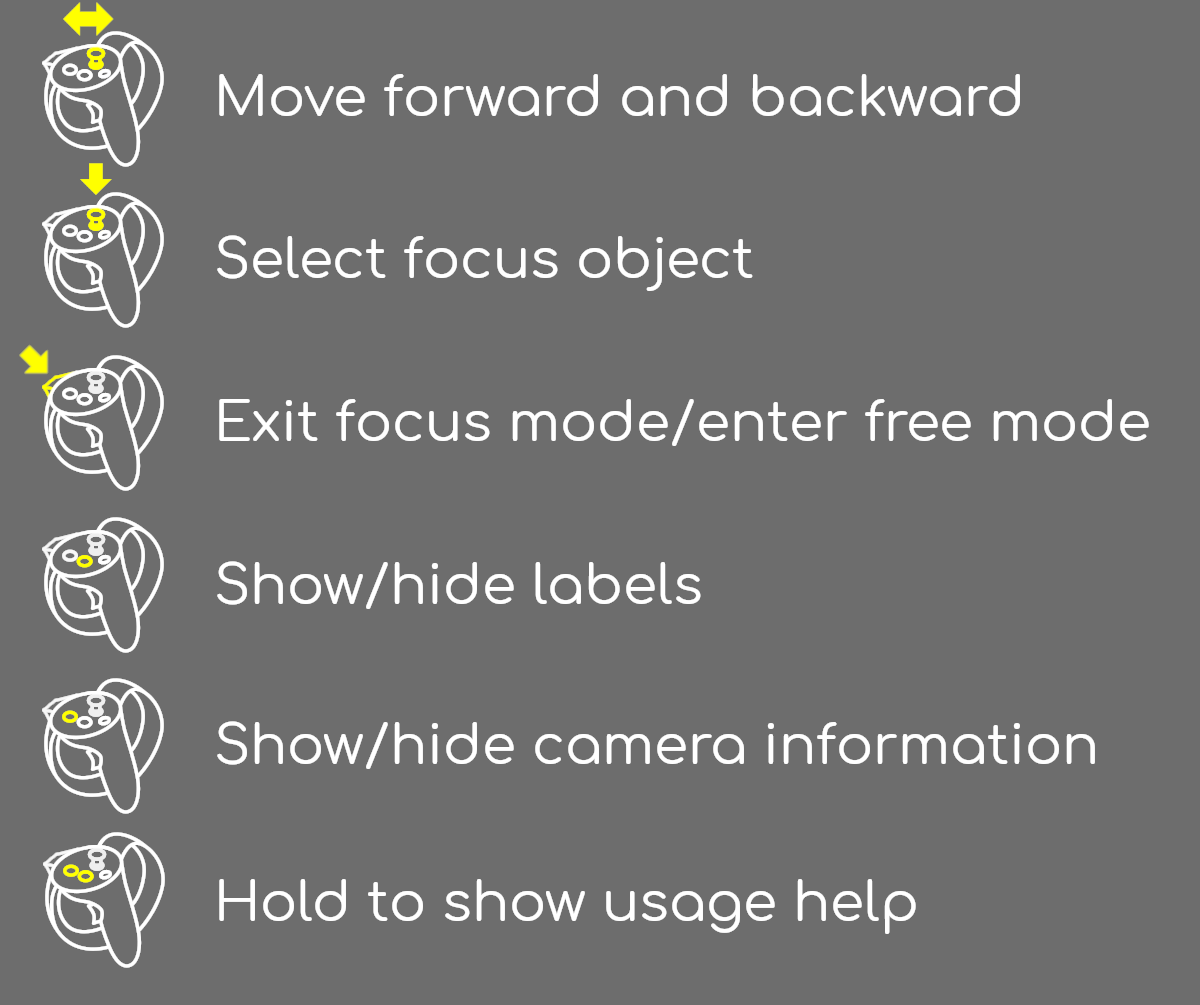 Move forward and backward
Select focus object
Exit focus mode/enter free mode
Show/hide labels
Show/hide camera information
Hold to show usage help